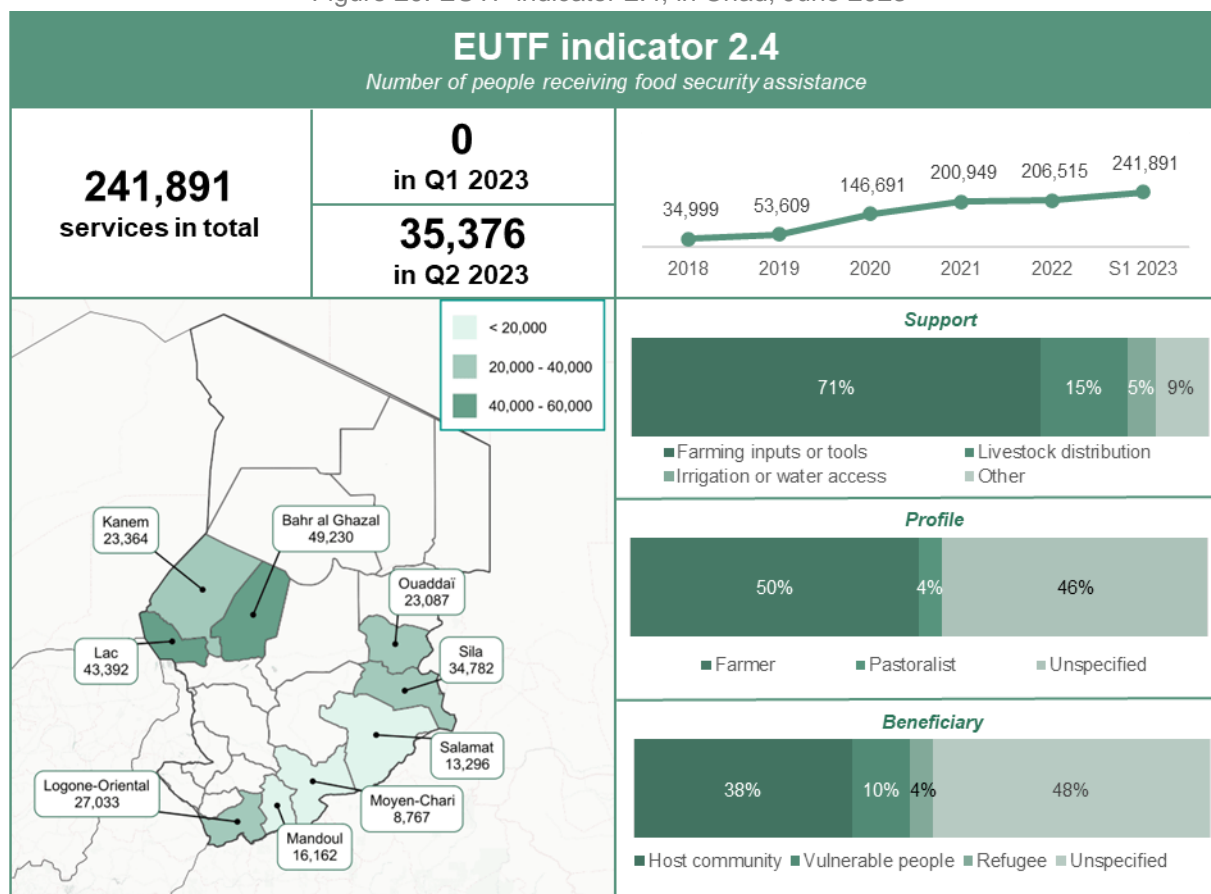 EUTF indicator 2.4
Number of people receiving food security assistance
241,891
services in total
0
in Q1 2023
35,376
in Q2 2023
34,999
53,609
146,691
200,949
206,515
241,891
2018
2019
2020
2021
2022
S1 2023
< 20,000
20,000 - 40,000
40,000 - 60,000
Kanem
23,364
Bahr al Ghazal
49,230
Ouaddaï
23,087
Lac
43,392
Sila
34,782
Salamat
13,296
Logone-Oriental
27,033
Moyen-Chari
8,767
Mandoul
16,162
Support
71%
15%
5%
9%
Farming inputs or tools
Livestock distribution
Irrigation or water access
Other
Profile
50%
4%
46%
Farmer
Pastoralist
Unspecified
Beneficiary
38%
10%
4%
48%
Host community
Vulnerable people
Refugee
Unspecified